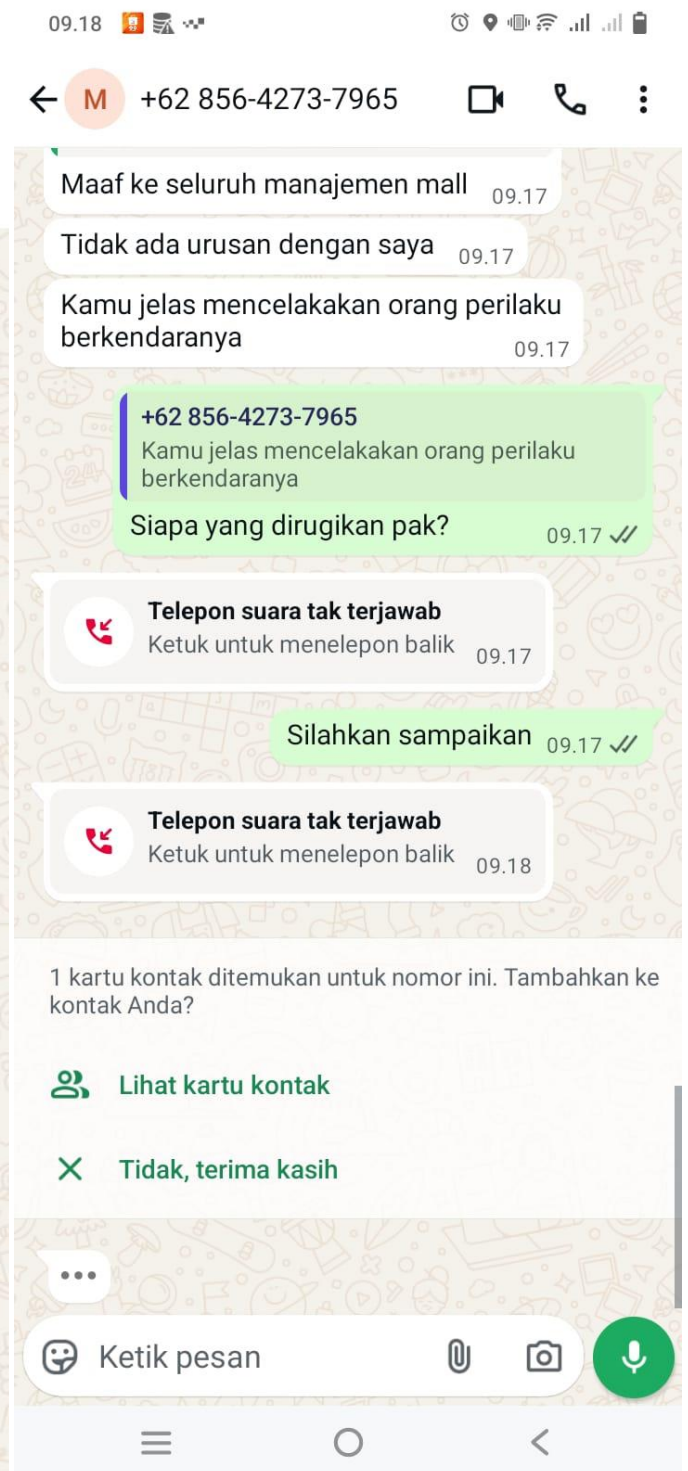 09.18
M +62 856-4273-7965
Maaf ke seluruh manajemen mall 09.17
Tidak ada urusan dengan saya 09.17
Kamu jelas mencelakakan orang perilaku
berkendaranya 09.17
+62 856-4273-7965
Kamu jelas mencelakakan orang perilaku
berkendaranya
Siapa yang dirugikan pak? 09.17
Telepon suara tak terjawab
Ketuk untuk menelepon balik 09.17
Silahkan sampaikan 09.17
Telepon suara tak terjawab
Ketuk untuk menelepon balik 09.18
1 kartu kontak ditemukan untuk nomor ini. Tambahkan ke
kontak Anda?
Lihat kartu kontak
Tidak, terima kasih
Ketik pesan